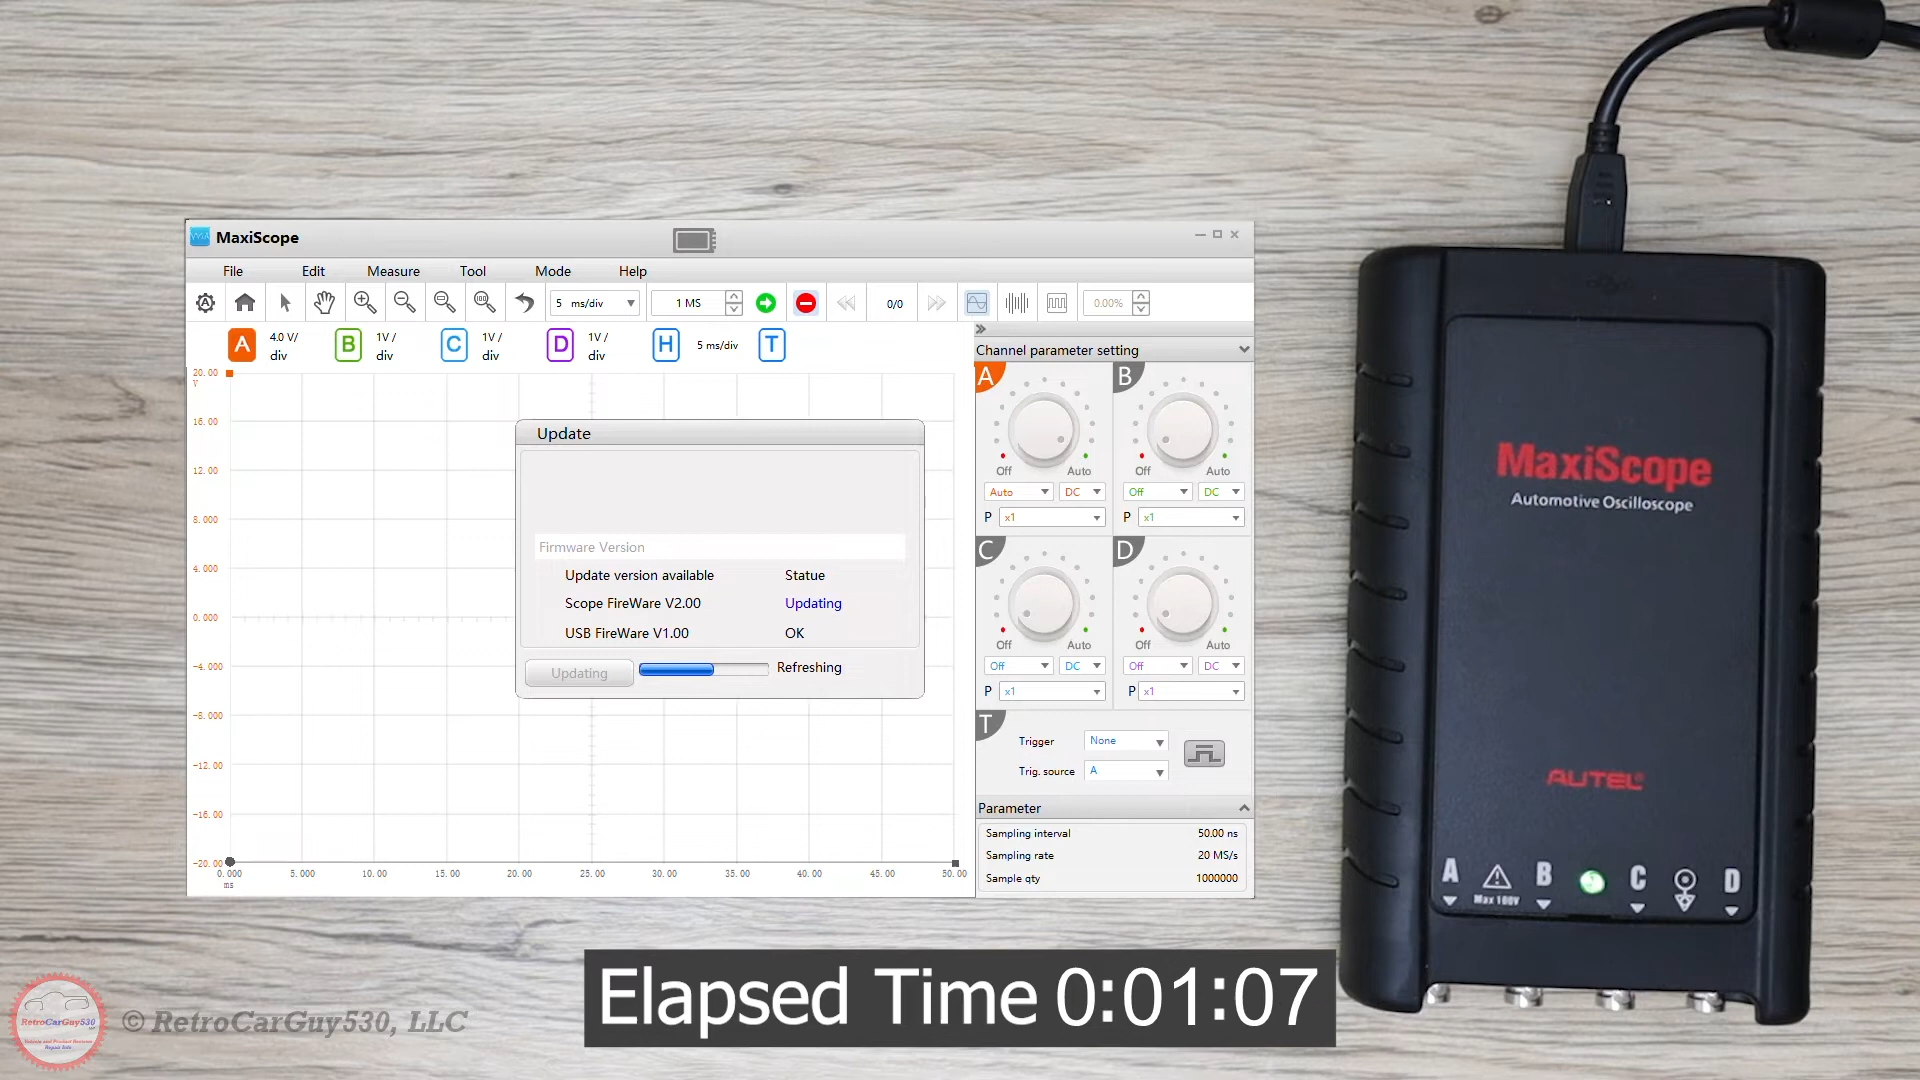 MaxiScope
File Edit Measure Tool Mode Help
5 ms/div 1 MS 0/0 0.00%
A 4.0 V/ div B 1V / div C 1V / div D 1V / div H 5 ms/div T
20.00
V
16.00
12.00
8.000
4.000
0.000
-4.000
-8.000
-12.00
-16.00
-20.00
0.000 5.000 10.00 15.00 20.00 25.00 30.00 35.00 40.00 45.00 50.00
ms
Update
Firmware Version
Update version available Statue
Scope FireWare V2.00 Updating
USB FireWare V1.00 OK
Updating Refreshing
Channel parameter setting
A B
Off Auto Off Auto
Auto DC Off DC
P x1 P x1
C D
Off Auto Off Auto
Off DC Off DC
P x1 P x1
T
Trigger None
Trig. source A
Parameter
Sampling interval 50.00 ns
Sampling rate 20 MS/s
Sample qty 1000000
MaxiScope
Automotive Oscilloscope
AUTEL
A B C D
Max 100V
Elapsed Time 0:01:07
RetroCarGuy530
© RetroCarGuy530, LLC